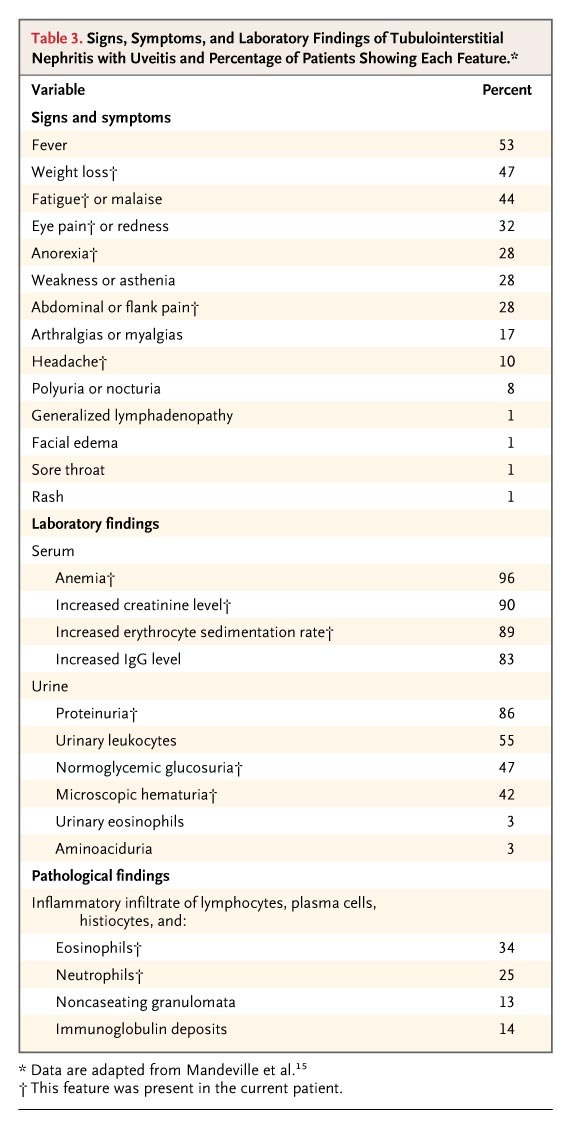 Table 3. Signs, Symptoms, and Laboratory Findings of Tubulointerstitial
Nephritis with Uveitis and Percentage of Patients Showing Each Feature.*
Variable Percent
Signs and symptoms
Fever 53
Weight loss† 47
Fatigue† or malaise 44
Eye pain† or redness 32
Anorexia† 28
Weakness or asthenia 28
Abdominal or flank pain† 28
Arthralgias or myalgias 17
Headache† 10
Polyuria or nocturia 8
Generalized lymphadenopathy 1
Facial edema 1
Sore throat 1
Rash 1
Laboratory findings
Serum
Anemia† 96
Increased creatinine level† 90
Increased erythrocyte sedimentation rate† 89
Increased IgG level 83
Urine
Proteinuria† 86
Urinary leukocytes 55
Normoglycemic glucosuria† 47
Microscopic hematuria† 42
Urinary eosinophils 3
Aminoaciduria 3
Pathological findings
Inflammatory infiltrate of lymphocytes, plasma cells,
histiocytes, and:
Eosinophils† 34
Neutrophils† 25
Noncaseating granulomata 13
Immunoglobulin deposits 14
* Data are adapted from Mandeville et al.¹⁵
† This feature was present in the current patient.